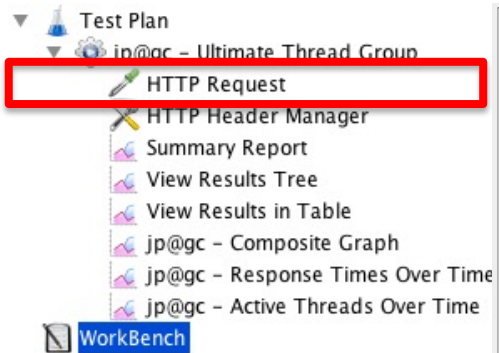 Test Plan
jp@gc - Ultimate Thread Group
HTTP Request
HTTP Header Manager
Summary Report
View Results Tree
View Results in Table
jp@gc - Composite Graph
jp@gc - Response Times Over Time
jp@gc - Active Threads Over Time
WorkBench